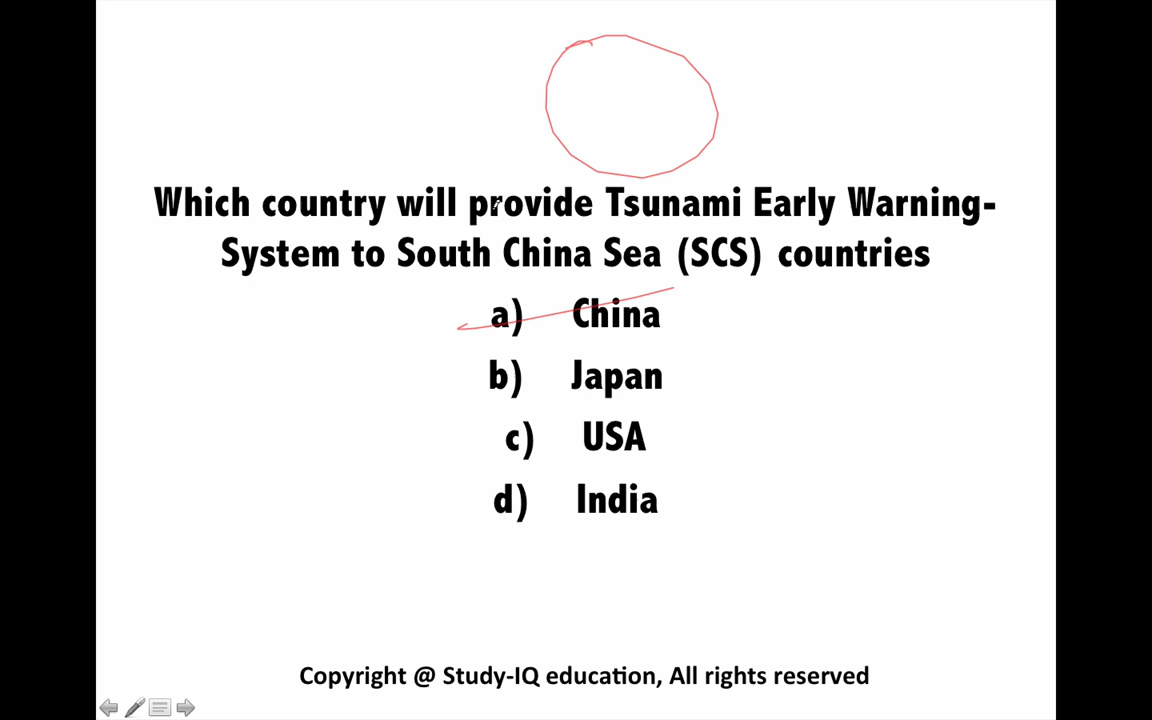 Which country will provide Tsunami Early Warning-
System to South China Sea (SCS) countries
a) China
b) Japan
c) USA
d) India
Copyright @ Study-IQ education, All rights reserved